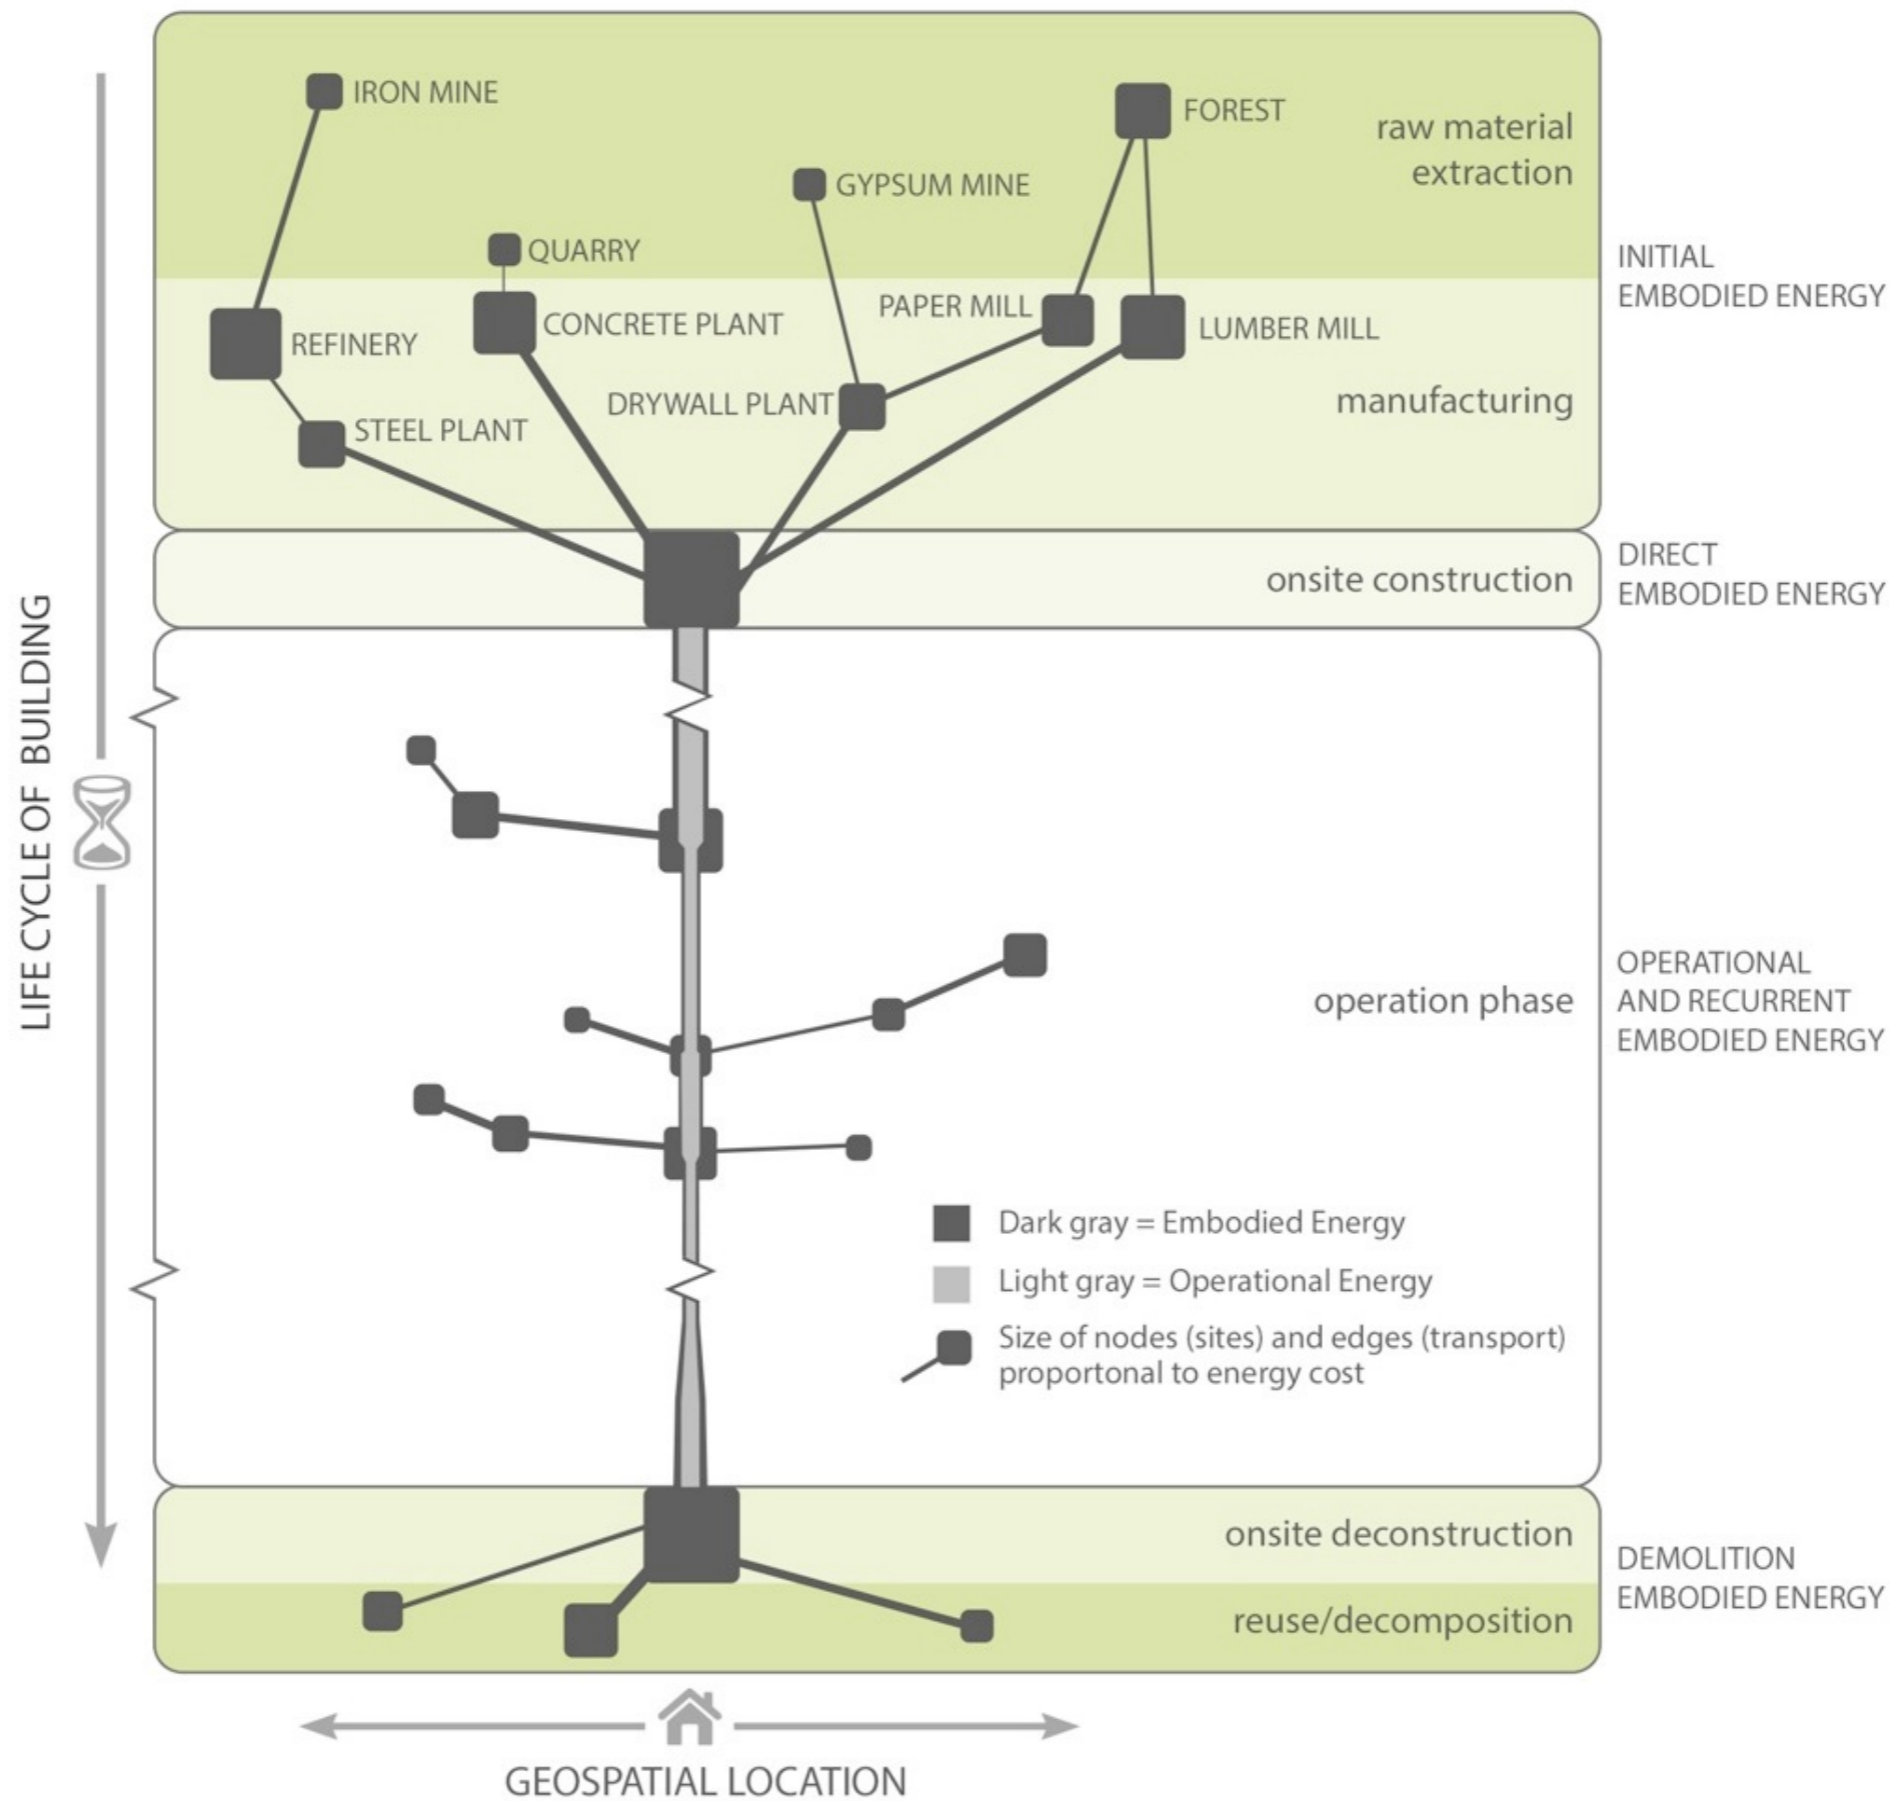 IRON MINE
FOREST
raw material
extraction
GYPSUM MINE
QUARRY
INITIAL
EMBODIED ENERGY
PAPER MILL
CONCRETE PLANT
LUMBER MILL
REFINERY
DRYWALL PLANT
manufacturing
STEEL PLANT
DIRECT
EMBODIED ENERGY
onsite construction
LIFE CYCLE OF BUILDING
operation phase
OPERATIONAL
AND RECURRENT
EMBODIED ENERGY
Dark gray = Embodied Energy
Light gray = Operational Energy
Size of nodes (sites) and edges (transport)
proportonal to energy cost
onsite deconstruction
DEMOLITION
EMBODIED ENERGY
reuse/decomposition
GEOSPATIAL LOCATION